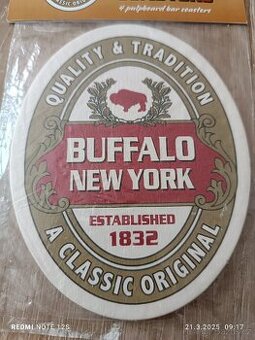 4 pulpboard bar coasters
QUALITY & TRADITION
BUFFALO
NEW YORK
ESTABLISHED
1832
A CLASSIC ORIGINAL
REDMI NOTE 12S
21.3.2025 09:17